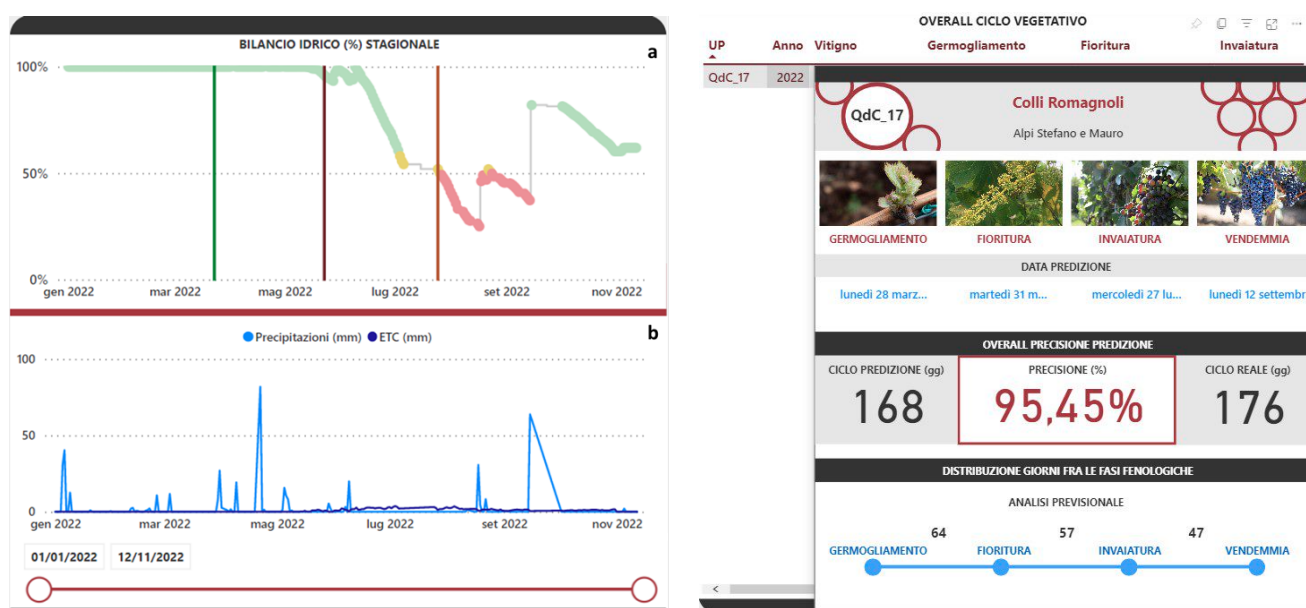 BILANCIO IDRICO (%) STAGIONALE
a
100%
50%
0%
gen 2022 mar 2022 mag 2022 lug 2022 set 2022 nov 2022
Precipitazioni (mm) ETC (mm)
b
100
50
0
gen 2022 mar 2022 mag 2022 lug 2022 set 2022 nov 2022
01/01/2022 12/11/2022
OVERALL CICLO VEGETATIVO
UP Anno Vitigno Germogliamento Fioritura Invaiatura
QdC_17 2022
QdC_17
Colli Romagnoli
Alpi Stefano e Mauro
GERMOGLIAMENTO FIORITURA INVAIATURA VENDEMMIA
DATA PREDIZIONE
lunedì 28 marz... martedì 31 m... mercoledì 27 lu... lunedì 12 settembr
OVERALL PRECISIONE PREDIZIONE
CICLO PREDIZIONE (gg) PRECISIONE (%) CICLO REALE (gg)
168 95,45% 176
DISTRIBUZIONE GIORNI FRA LE FASI FENOLOGICHE
ANALISI PREVISIONALE
64 57 47
GERMOGLIAMENTO FIORITURA INVAIATURA VENDEMMIA